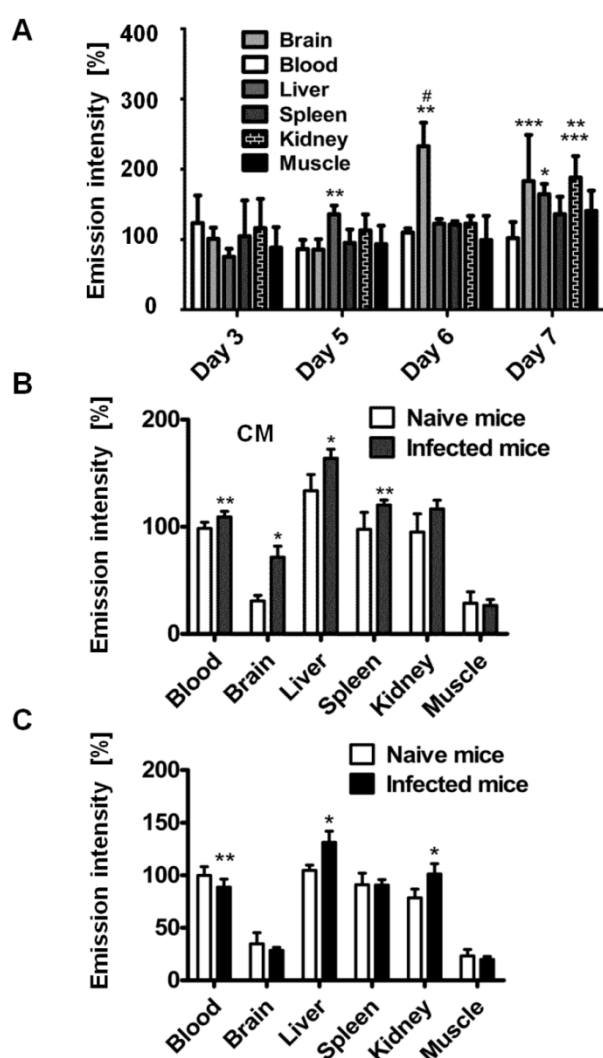 A
Emission intensity [%]
400
300
200
100
0
Brain
Blood
Liver
Spleen
Kidney
Muscle
**
#
**
***
*
**
***
Day 3
Day 5
Day 6
Day 7
B
Emission intensity [%]
200
100
0
CM
Naive mice
Infected mice
**
*
*
**
Blood
Brain
Liver
Spleen
Kidney
Muscle
C
Emission intensity [%]
200
150
100
50
0
Naive mice
Infected mice
**
*
*
Blood
Brain
Liver
Spleen
Kidney
Muscle